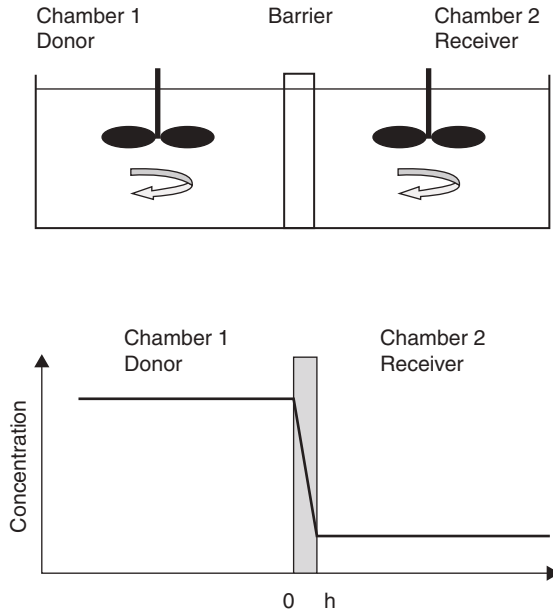 Chamber 1
Donor
Barrier
Chamber 2
Receiver
Chamber 1
Donor
Chamber 2
Receiver
Concentration
0 h